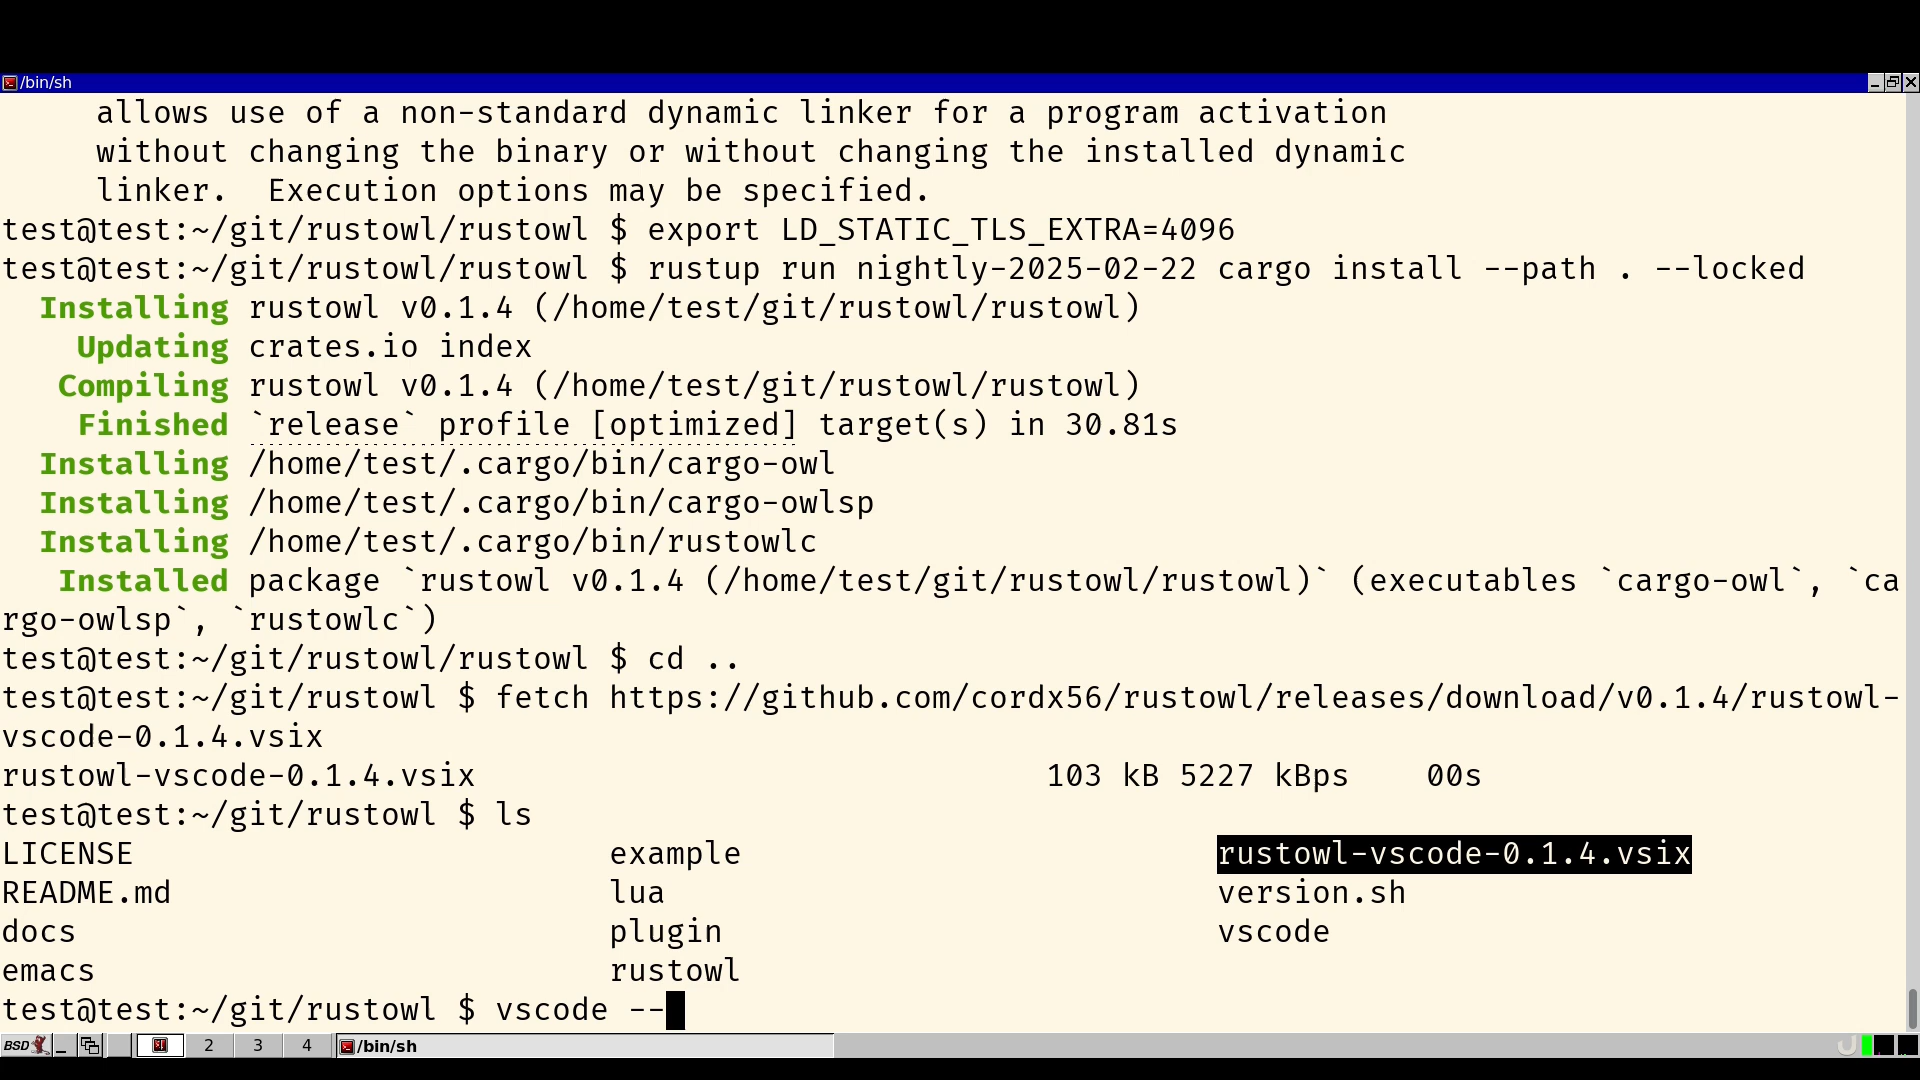 /bin/sh
allows use of a non-standard dynamic linker for a program activation
without changing the binary or without changing the installed dynamic
linker.  Execution options may be specified.
test@test:~/git/rustowl/rustowl $ export LD_STATIC_TLS_EXTRA=4096
test@test:~/git/rustowl/rustowl $ rustup run nightly-2025-02-22 cargo install --path . --locked
Installing rustowl v0.1.4 (/home/test/git/rustowl/rustowl)
Updating crates.io index
Compiling rustowl v0.1.4 (/home/test/git/rustowl/rustowl)
Finished `release` profile [optimized] target(s) in 30.81s
Installing /home/test/.cargo/bin/cargo-owl
Installing /home/test/.cargo/bin/cargo-owlsp
Installing /home/test/.cargo/bin/rustowlc
Installed package `rustowl v0.1.4 (/home/test/git/rustowl/rustowl)` (executables `cargo-owl`, `ca
rgo-owlsp`, `rustowlc`)
test@test:~/git/rustowl/rustowl $ cd ..
test@test:~/git/rustowl $ fetch https://github.com/cordx56/rustowl/releases/download/v0.1.4/rustowl-
vscode-0.1.4.vsix
rustowl-vscode-0.1.4.vsix 103 kB 5227 kBps 00s
test@test:~/git/rustowl $ ls
LICENSE example rustowl-vscode-0.1.4.vsix
README.md lua version.sh
docs plugin vscode
emacs rustowl
test@test:~/git/rustowl $ vscode --
BSD 2 3 4 /bin/sh